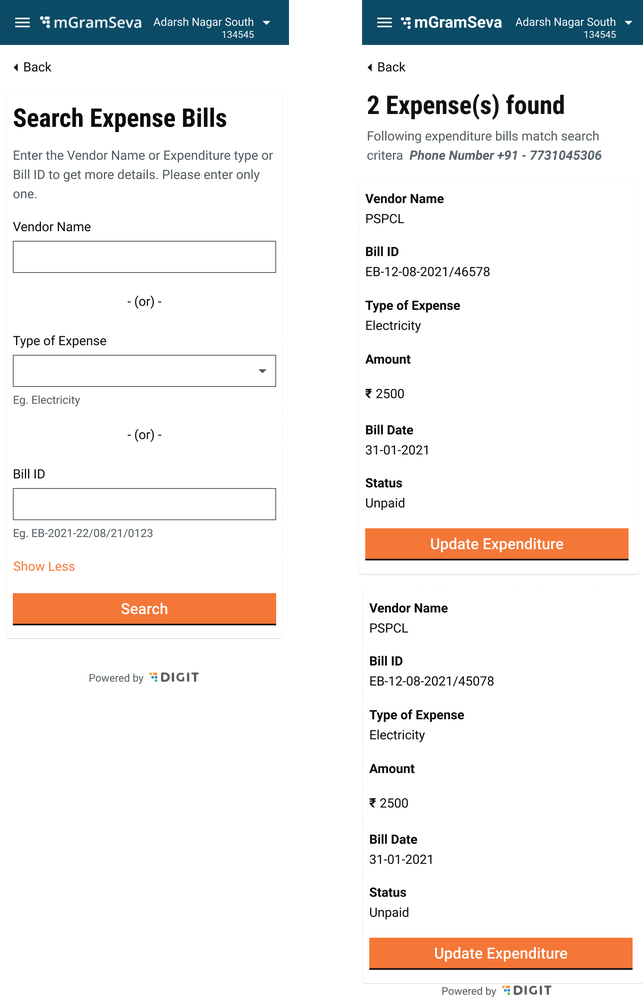 mGramSeva
Adarsh Nagar South
134545
Back
Search Expense Bills
Enter the Vendor Name or Expenditure type or
Bill ID to get more details. Please enter only
one.
Vendor Name
- (or) -
Type of Expense
Eg. Electricity
- (or) -
Bill ID
Eg. EB-2021-22/08/21/0123
Show Less
Search
Powered by DIGIT
mGramSeva
Adarsh Nagar South
134545
Back
2 Expense(s) found
Following expenditure bills match search
critera Phone Number +91 - 7731045306
Vendor Name
PSPCL
Bill ID
EB-12-08-2021/46578
Type of Expense
Electricity
Amount
₹ 2500
Bill Date
31-01-2021
Status
Unpaid
Update Expenditure
Vendor Name
PSPCL
Bill ID
EB-12-08-2021/45078
Type of Expense
Electricity
Amount
₹ 2500
Bill Date
31-01-2021
Status
Unpaid
Update Expenditure
Powered by DIGIT